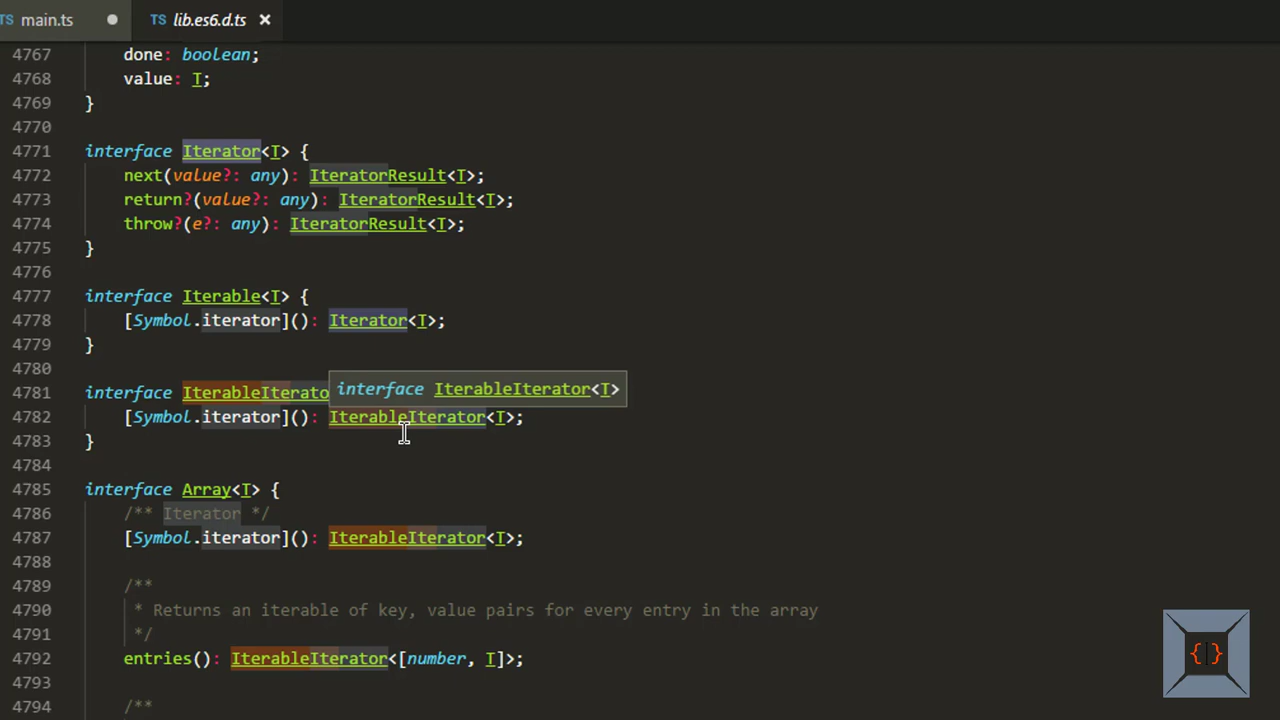 TS main.ts ● TS lib.es6.d.ts ×
4767 done: boolean;
4768 value: T;
4769 }
4770
4771 interface Iterator<T> {
4772 next(value?: any): IteratorResult<T>;
4773 return?(value?: any): IteratorResult<T>;
4774 throw?(e?: any): IteratorResult<T>;
4775 }
4776
4777 interface Iterable<T> {
4778 [Symbol.iterator](): Iterator<T>;
4779 }
4780
4781 interface IterableIterato
interface IterableIterator<T>
4782 [Symbol.iterator](): IterableIterator<T>;
4783 }
4784
4785 interface Array<T> {
4786 /** Iterator */
4787 [Symbol.iterator](): IterableIterator<T>;
4788
4789 /**
4790 * Returns an iterable of key, value pairs for every entry in the array
4791 */
4792 entries(): IterableIterator<[number, T]>;
4793
4794 /**
{}